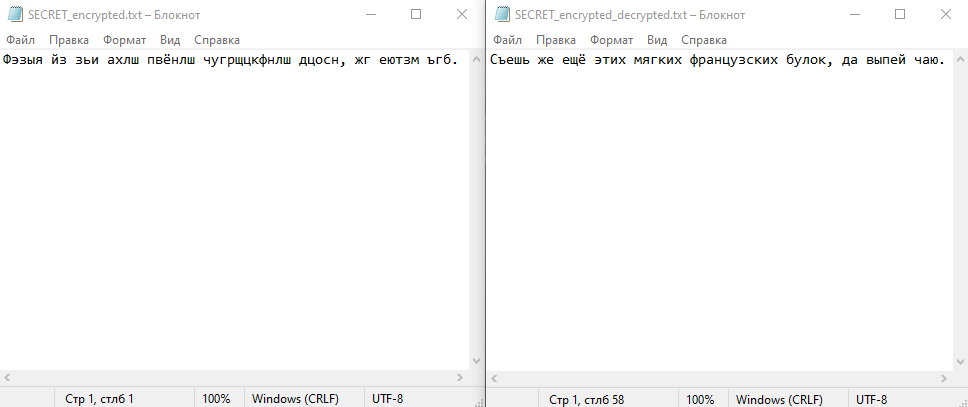 SECRET_encrypted.txt – Блокнот
Файл Правка Формат Вид Справка
Фэзыя йз зьи ахлш пвёнлш чугрщцкфнлш дцосн, жг еютзм ъгб.
Стр 1, стлб 1 100% Windows (CRLF) UTF-8
SECRET_encrypted_decrypted.txt – Блокнот
Файл Правка Формат Вид Справка
Съешь же ещё этих мягких французских булок, да выпей чаю.
Стр 1, стлб 58 100% Windows (CRLF) UTF-8